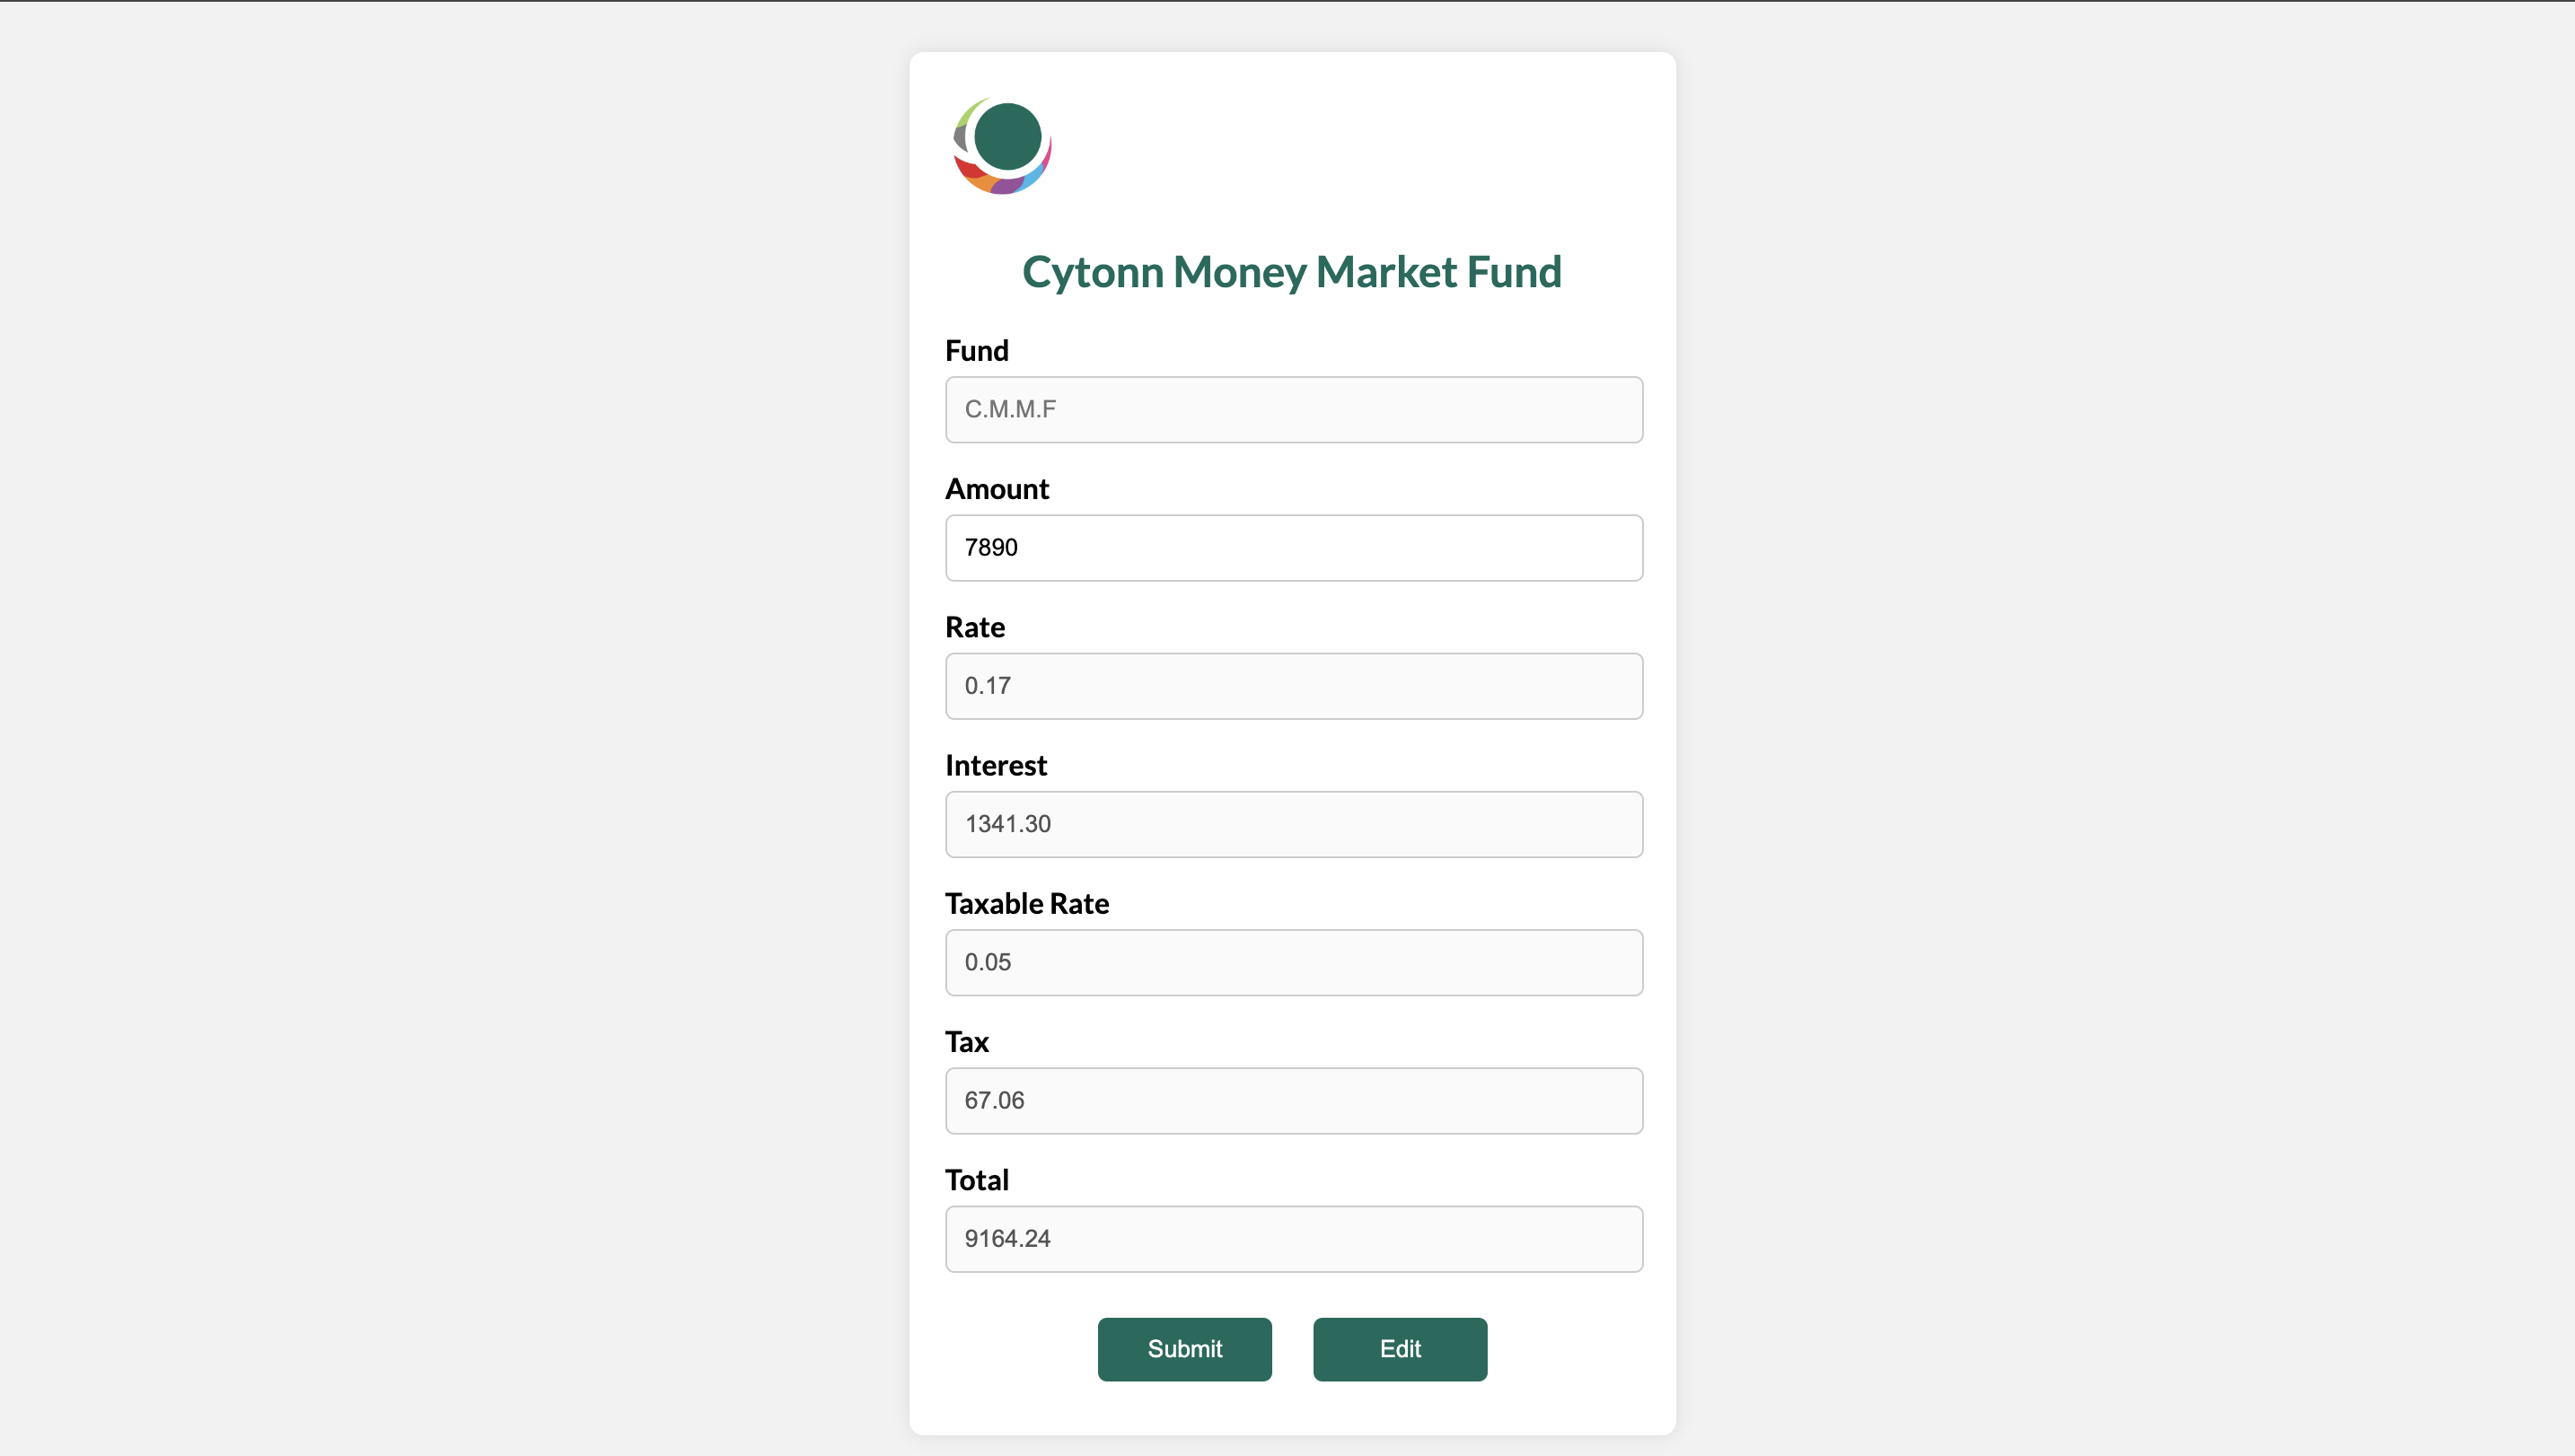 Cytonn Money Market Fund
Fund
C.M.M.F
Amount
7890
Rate
0.17
Interest
1341.30
Taxable Rate
0.05
Tax
67.06
Total
9164.24
Submit Edit